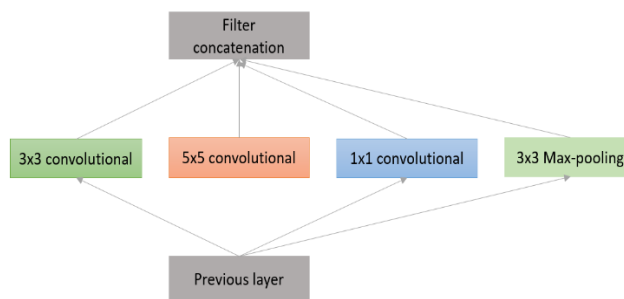 Filter
concatenation
3x3 convolutional
5x5 convolutional
1x1 convolutional
3x3 Max-pooling
Previous layer